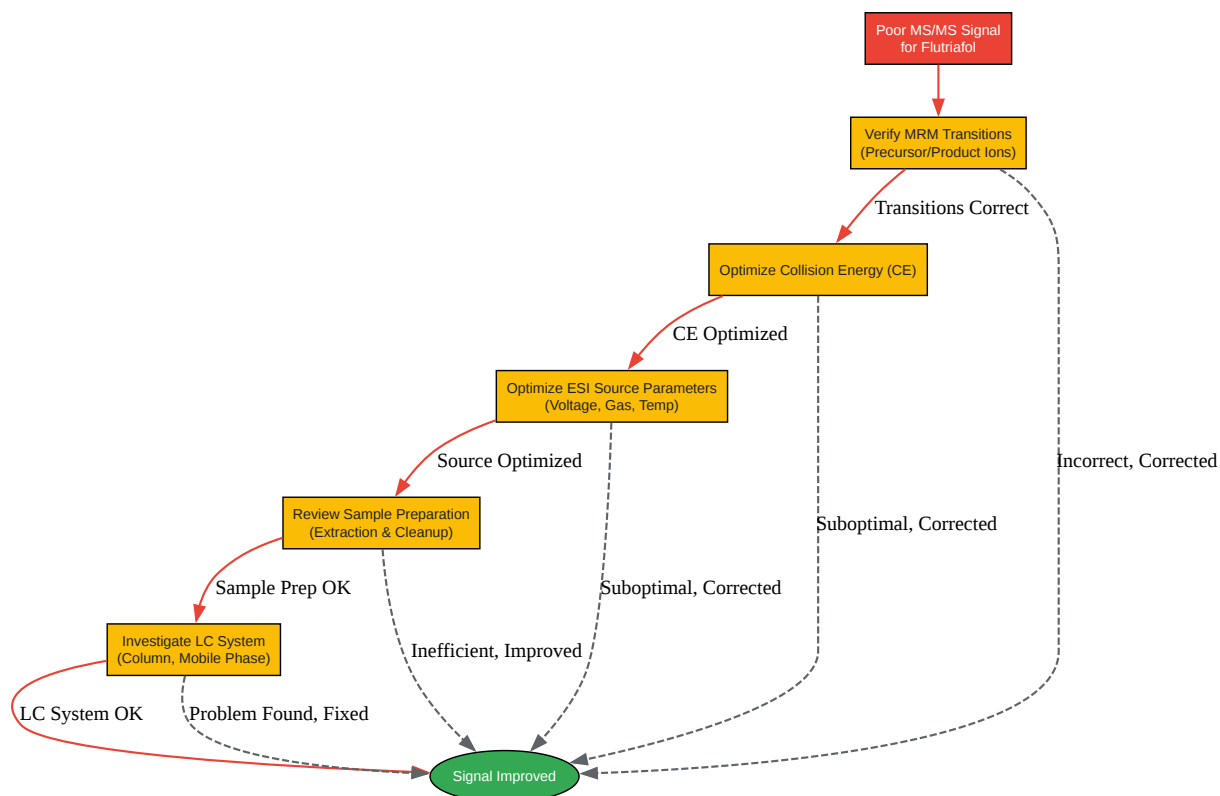 Poor MS/MS Signal
for Flutriafol
Verify MRM Transitions
(Precursor/Product Ions)
Transitions Correct
Optimize Collision Energy (CE)
CE Optimized
Optimize ESI Source Parameters
(Voltage, Gas, Temp)
Source Optimized
Incorrect, Corrected
Review Sample Preparation
(Extraction & Cleanup)
Suboptimal, Corrected
Sample Prep OK
Suboptimal, Corrected
Investigate LC System
(Column, Mobile Phase)
Inefficient, Improved
LC System OK
Problem Found, Fixed
Signal Improved